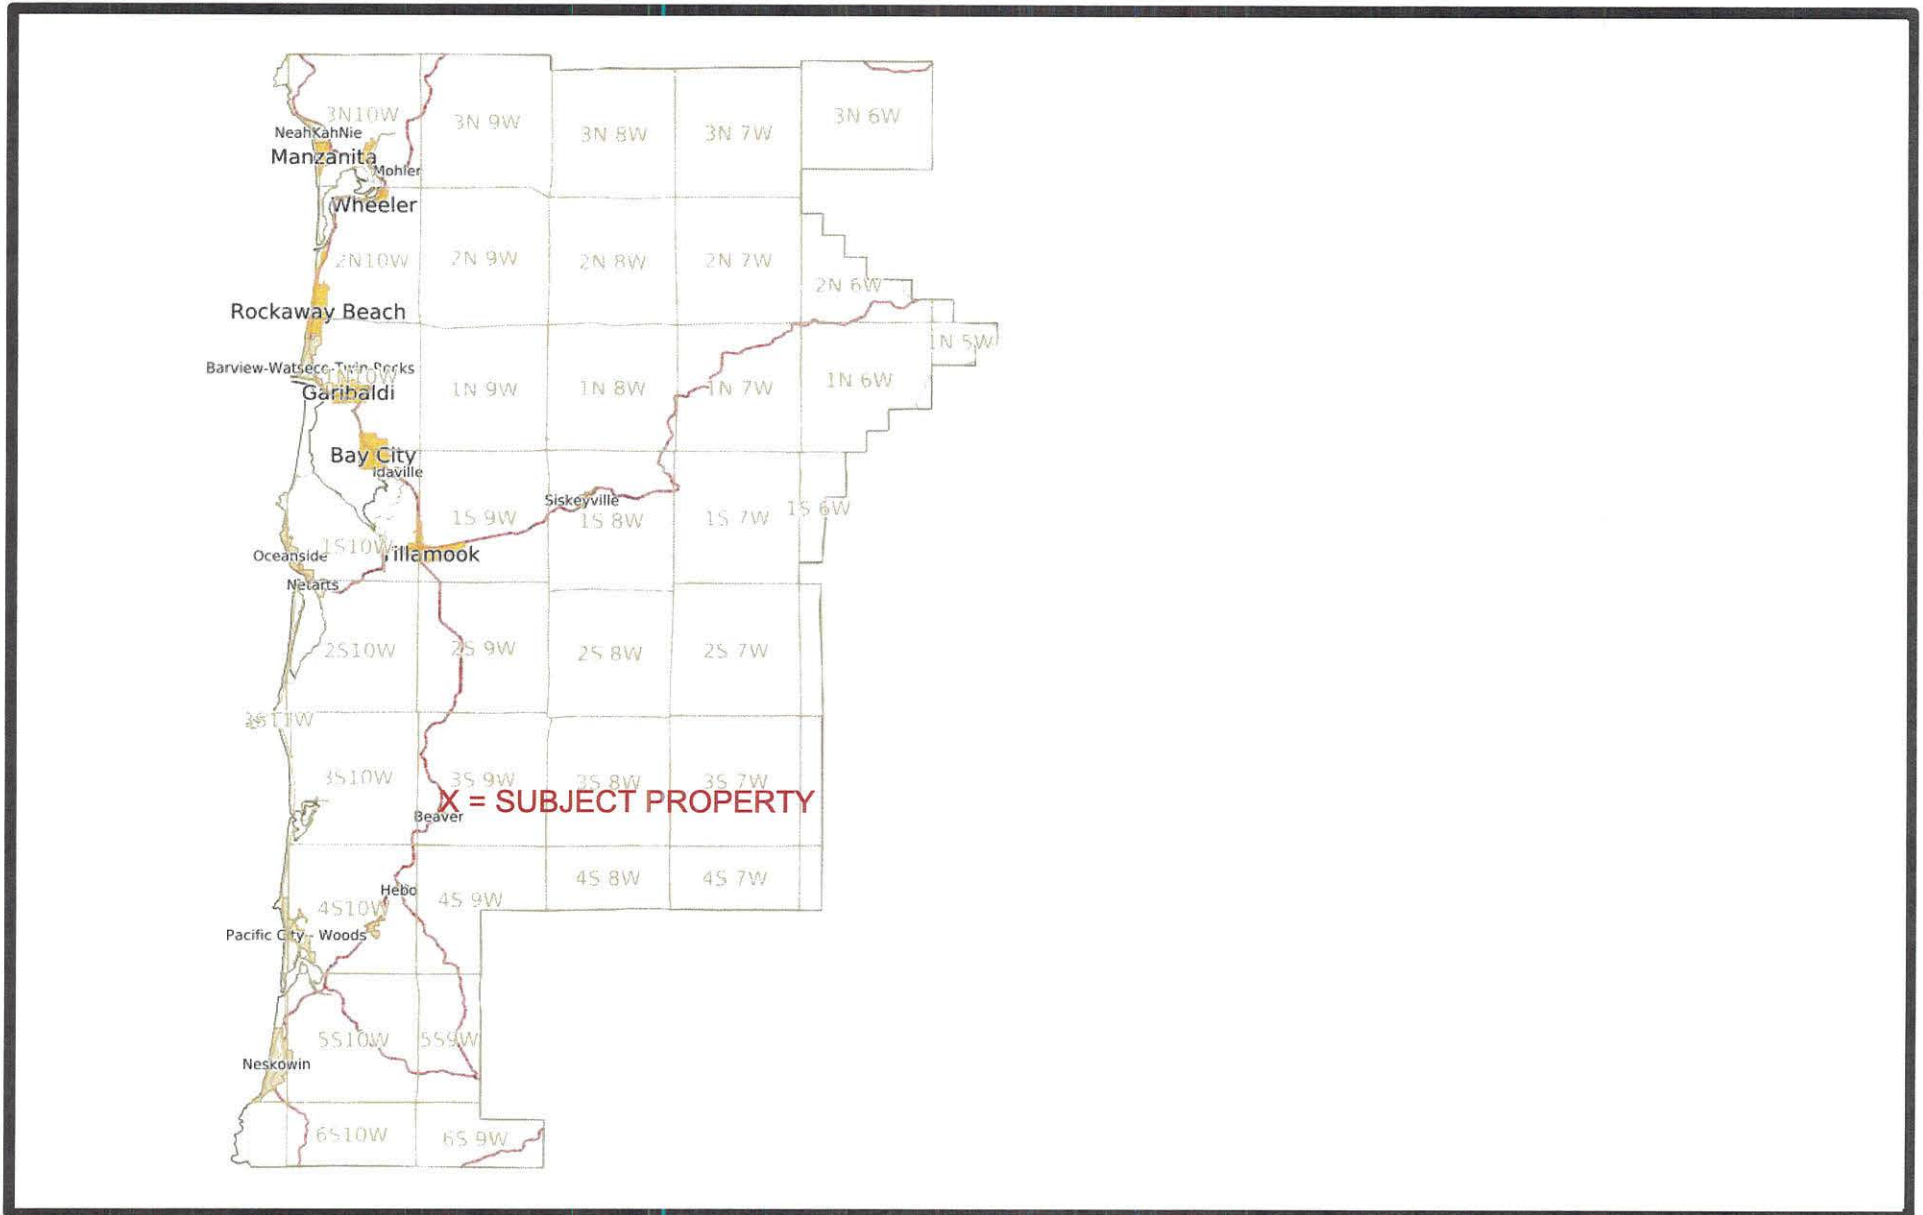 3N10W
3N 9W
3N 8W
3N 7W
3N 6W
NeahKahNie
Manzanita
Mohler
Wheeler
2N10W
2N 9W
2N 8W
2N 7W
2N 6W
Rockaway Beach
1N 5W
Barview-Watseco-Twin Rocks
1N10W
Garibaldi
1N 9W
1N 8W
1N 7W
1N 6W
Bay City
Idaville
Siskeyville
1S 9W
1S 8W
1S 7W
1S 6W
1S10W
Oceanside
Tillamook
Netarts
2S10W
2S 9W
2S 8W
2S 7W
3S11W
3S10W
3S 9W
3S 8W
3S 7W
X = SUBJECT PROPERTY
Beaver
Hebo
4S10W
4S 9W
4S 8W
4S 7W
Pacific City - Woods
5S10W
5S9W
Neskowin
6S10W
6S 9W